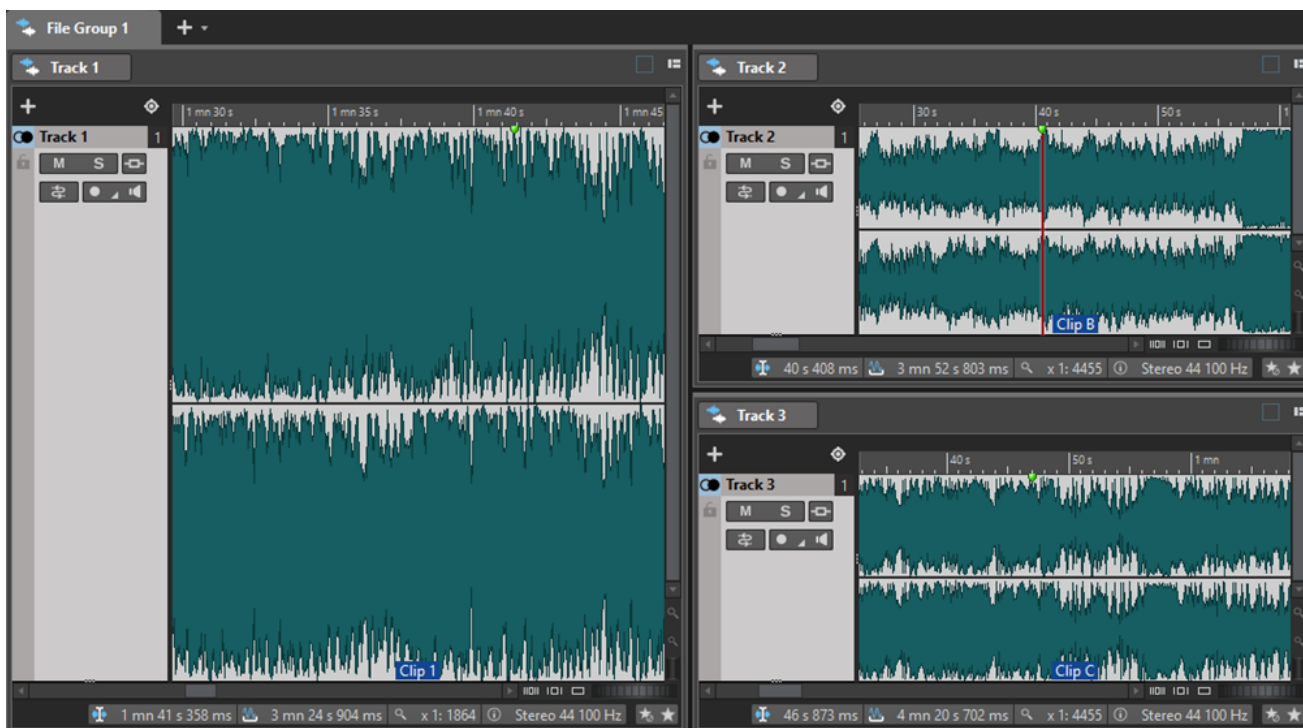 File Group 1
Track 1
1 mn 30 s 1 mn 35 s 1 mn 40 s 1 mn 45
Track 1 1
M S
Clip 1
1 mn 41 s 358 ms 3 mn 24 s 904 ms x 1: 1864 Stereo 44 100 Hz
Track 2
30 s 40 s 50 s 1
Track 2 1
M S
Clip B
40 s 408 ms 3 mn 52 s 803 ms x 1: 4455 Stereo 44 100 Hz
Track 3
40 s 50 s 1 mn
Track 3 1
M S
Clip C
46 s 873 ms 4 mn 20 s 702 ms x 1: 4455 Stereo 44 100 Hz